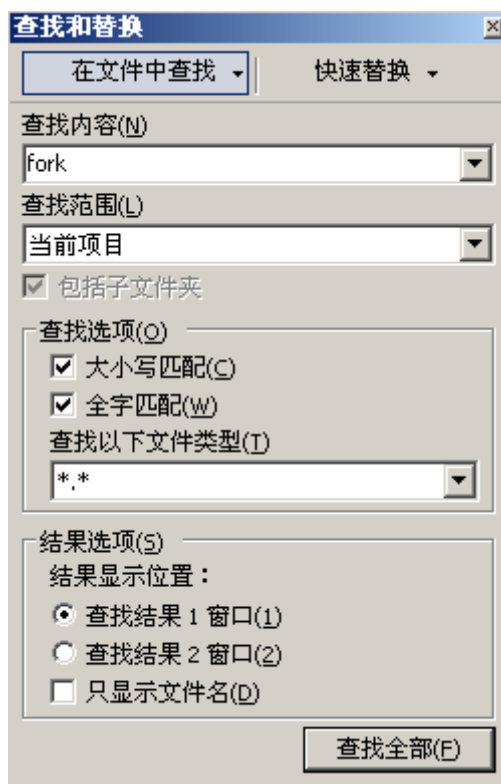 查找和替换
在文件中查找 快速替换
查找内容(N)
fork
查找范围(L)
当前项目
包括子文件夹
查找选项(O)
大小写匹配(C)
全字匹配(W)
查找以下文件类型(T)
*.*
结果选项(S)
结果显示位置：
查找结果 1 窗口(1)
查找结果 2 窗口(2)
只显示文件名(D)
查找全部(F)